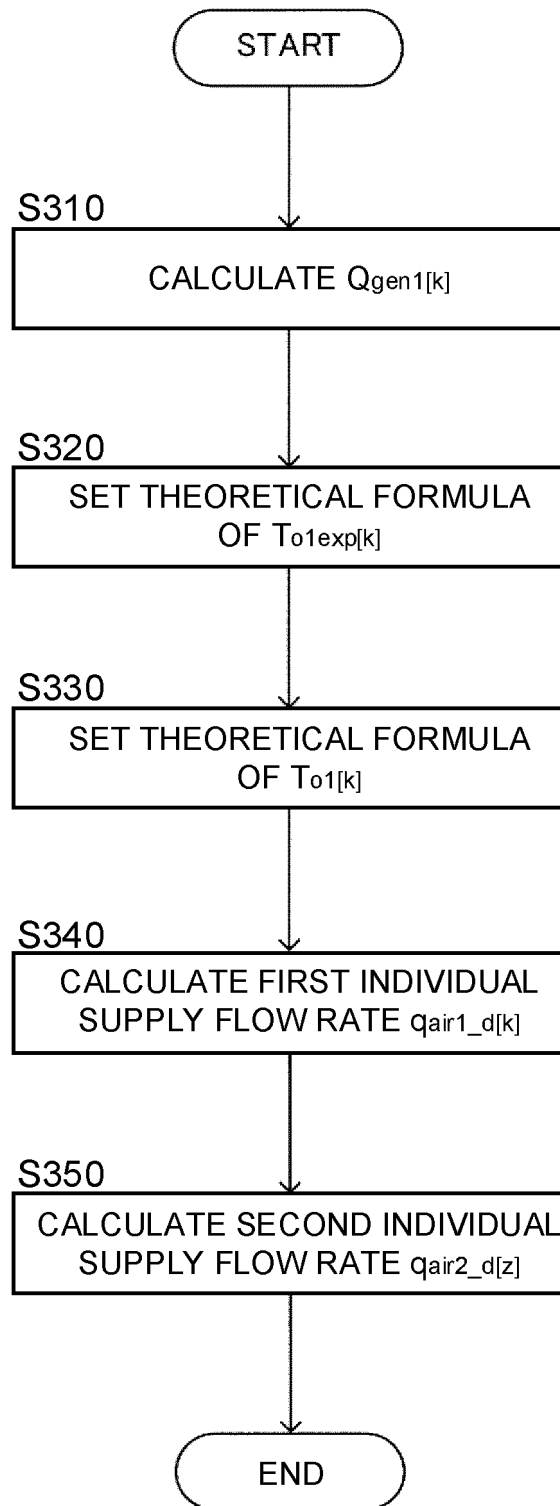 START
S310
CALCULATE Qgen1[k]
S320
SET THEORETICAL FORMULA
OF To1exp[k]
S330
SET THEORETICAL FORMULA
OF To1[k]
S340
CALCULATE FIRST INDIVIDUAL
SUPPLY FLOW RATE qair1_d[k]
S350
CALCULATE SECOND INDIVIDUAL
SUPPLY FLOW RATE qair2_d[z]
END